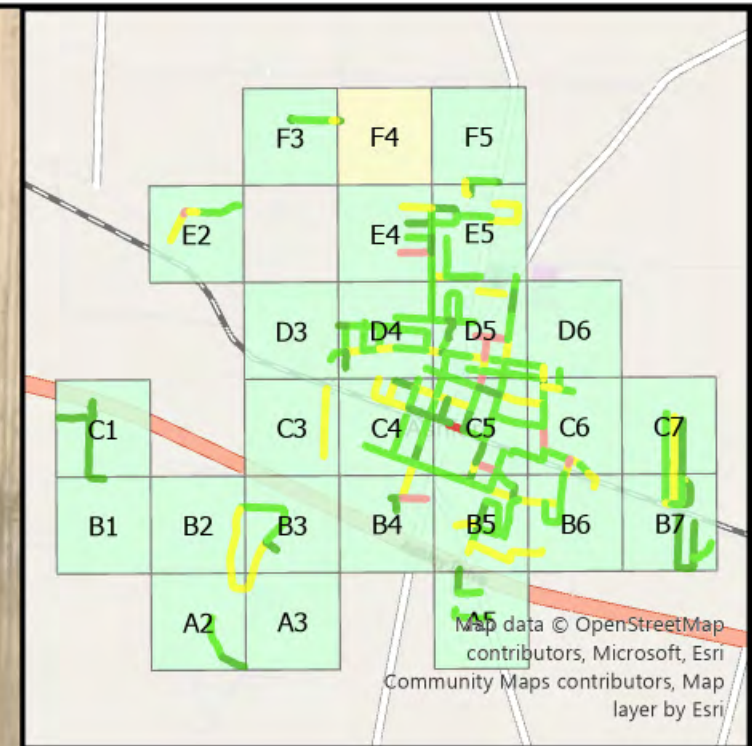 F3 F4 F5
E2 E4 E5
D3 D4 D5 D6
C1 C3 C4 C5 C6 C7
B1 B2 B3 B4 B5 B6 B7
A2 A3 A5
Map data © OpenStreetMap
contributors, Microsoft, Esri
Community Maps contributors, Map
layer by Esri